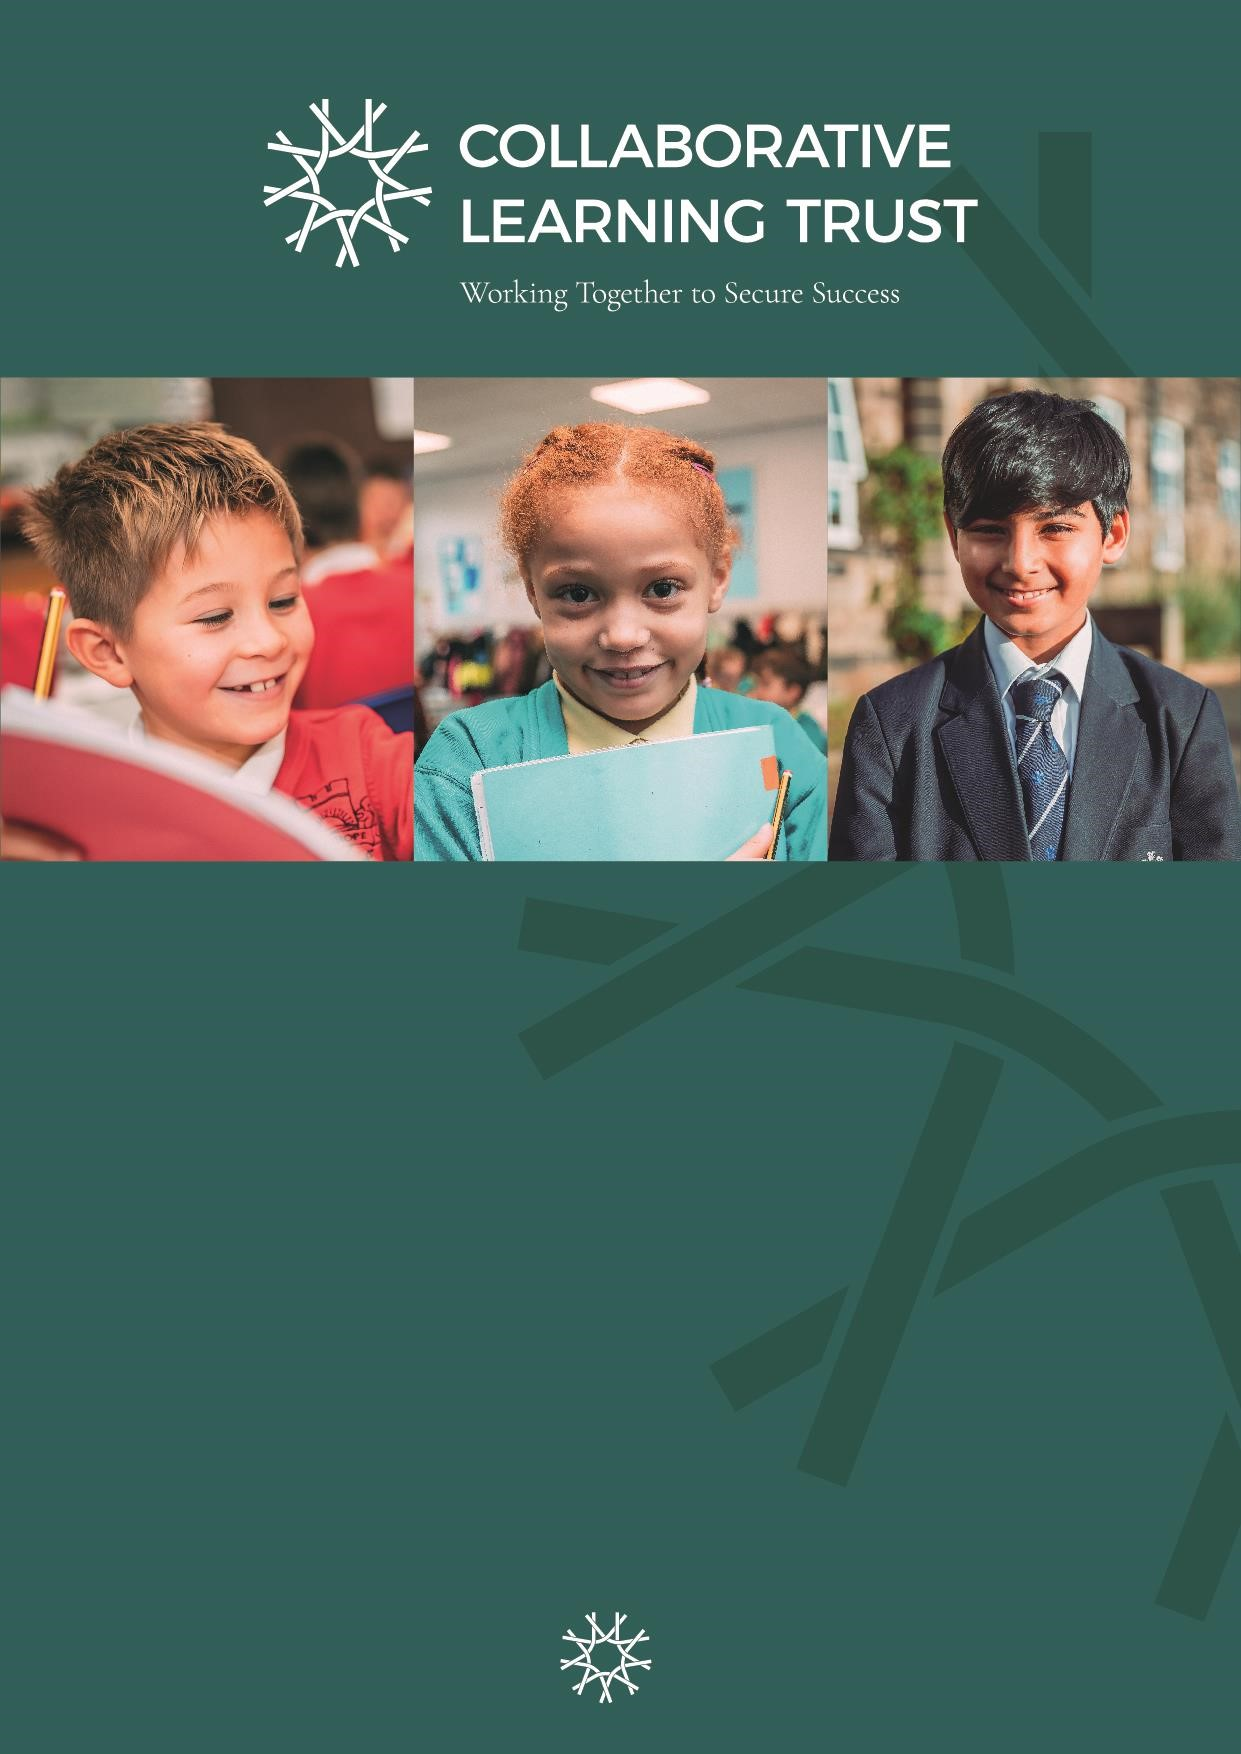 COLLABORATIVE
LEARNING TRUST
Working Together to Secure Success